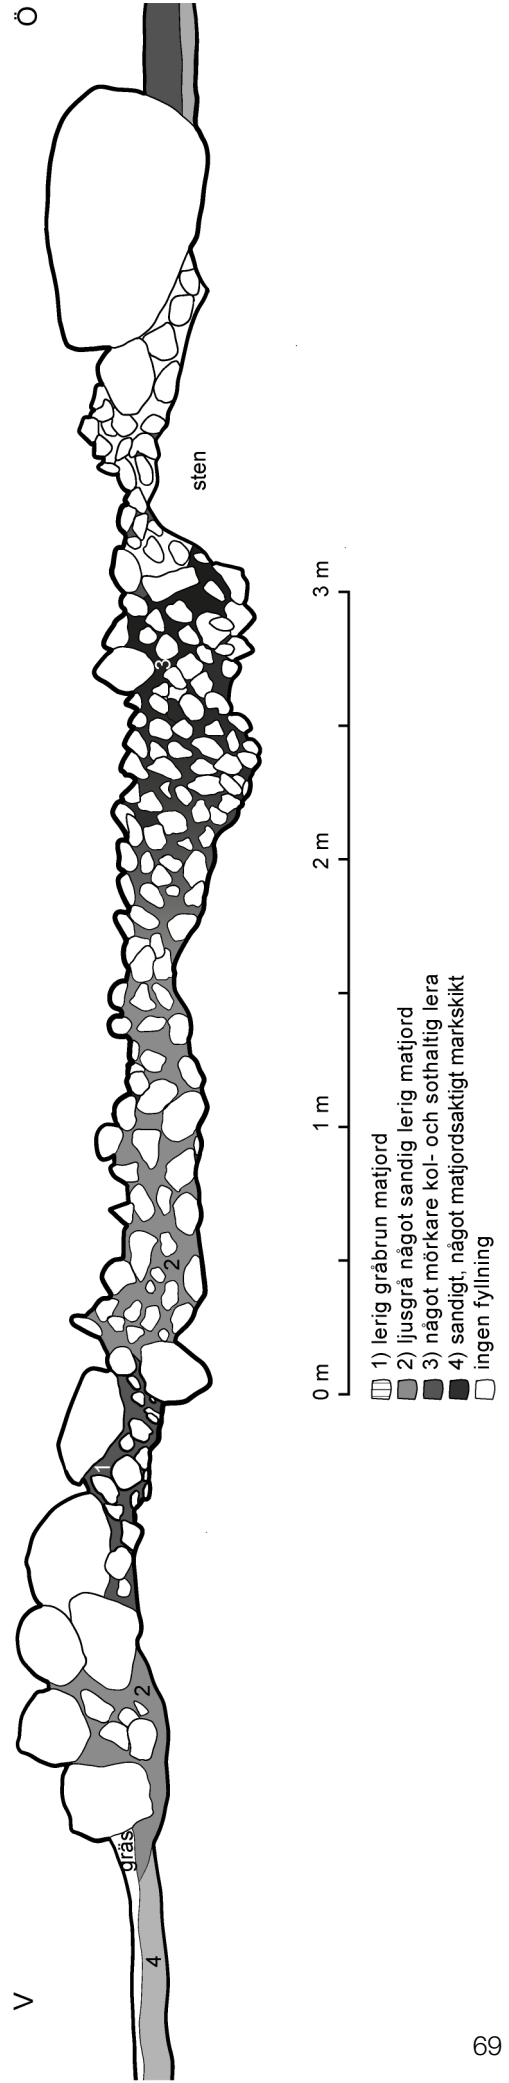 V
Ö
gräs
4
2
1
2
3
sten
0 m
1 m
2 m
3 m
1) lerig gråbrun matjord
2) ljusgrå något sandig lerig matjord
3) något mörkare kol- och sothaltig lera
4) sandigt, något matjordsaktigt markskikt
ingen fyllning
69